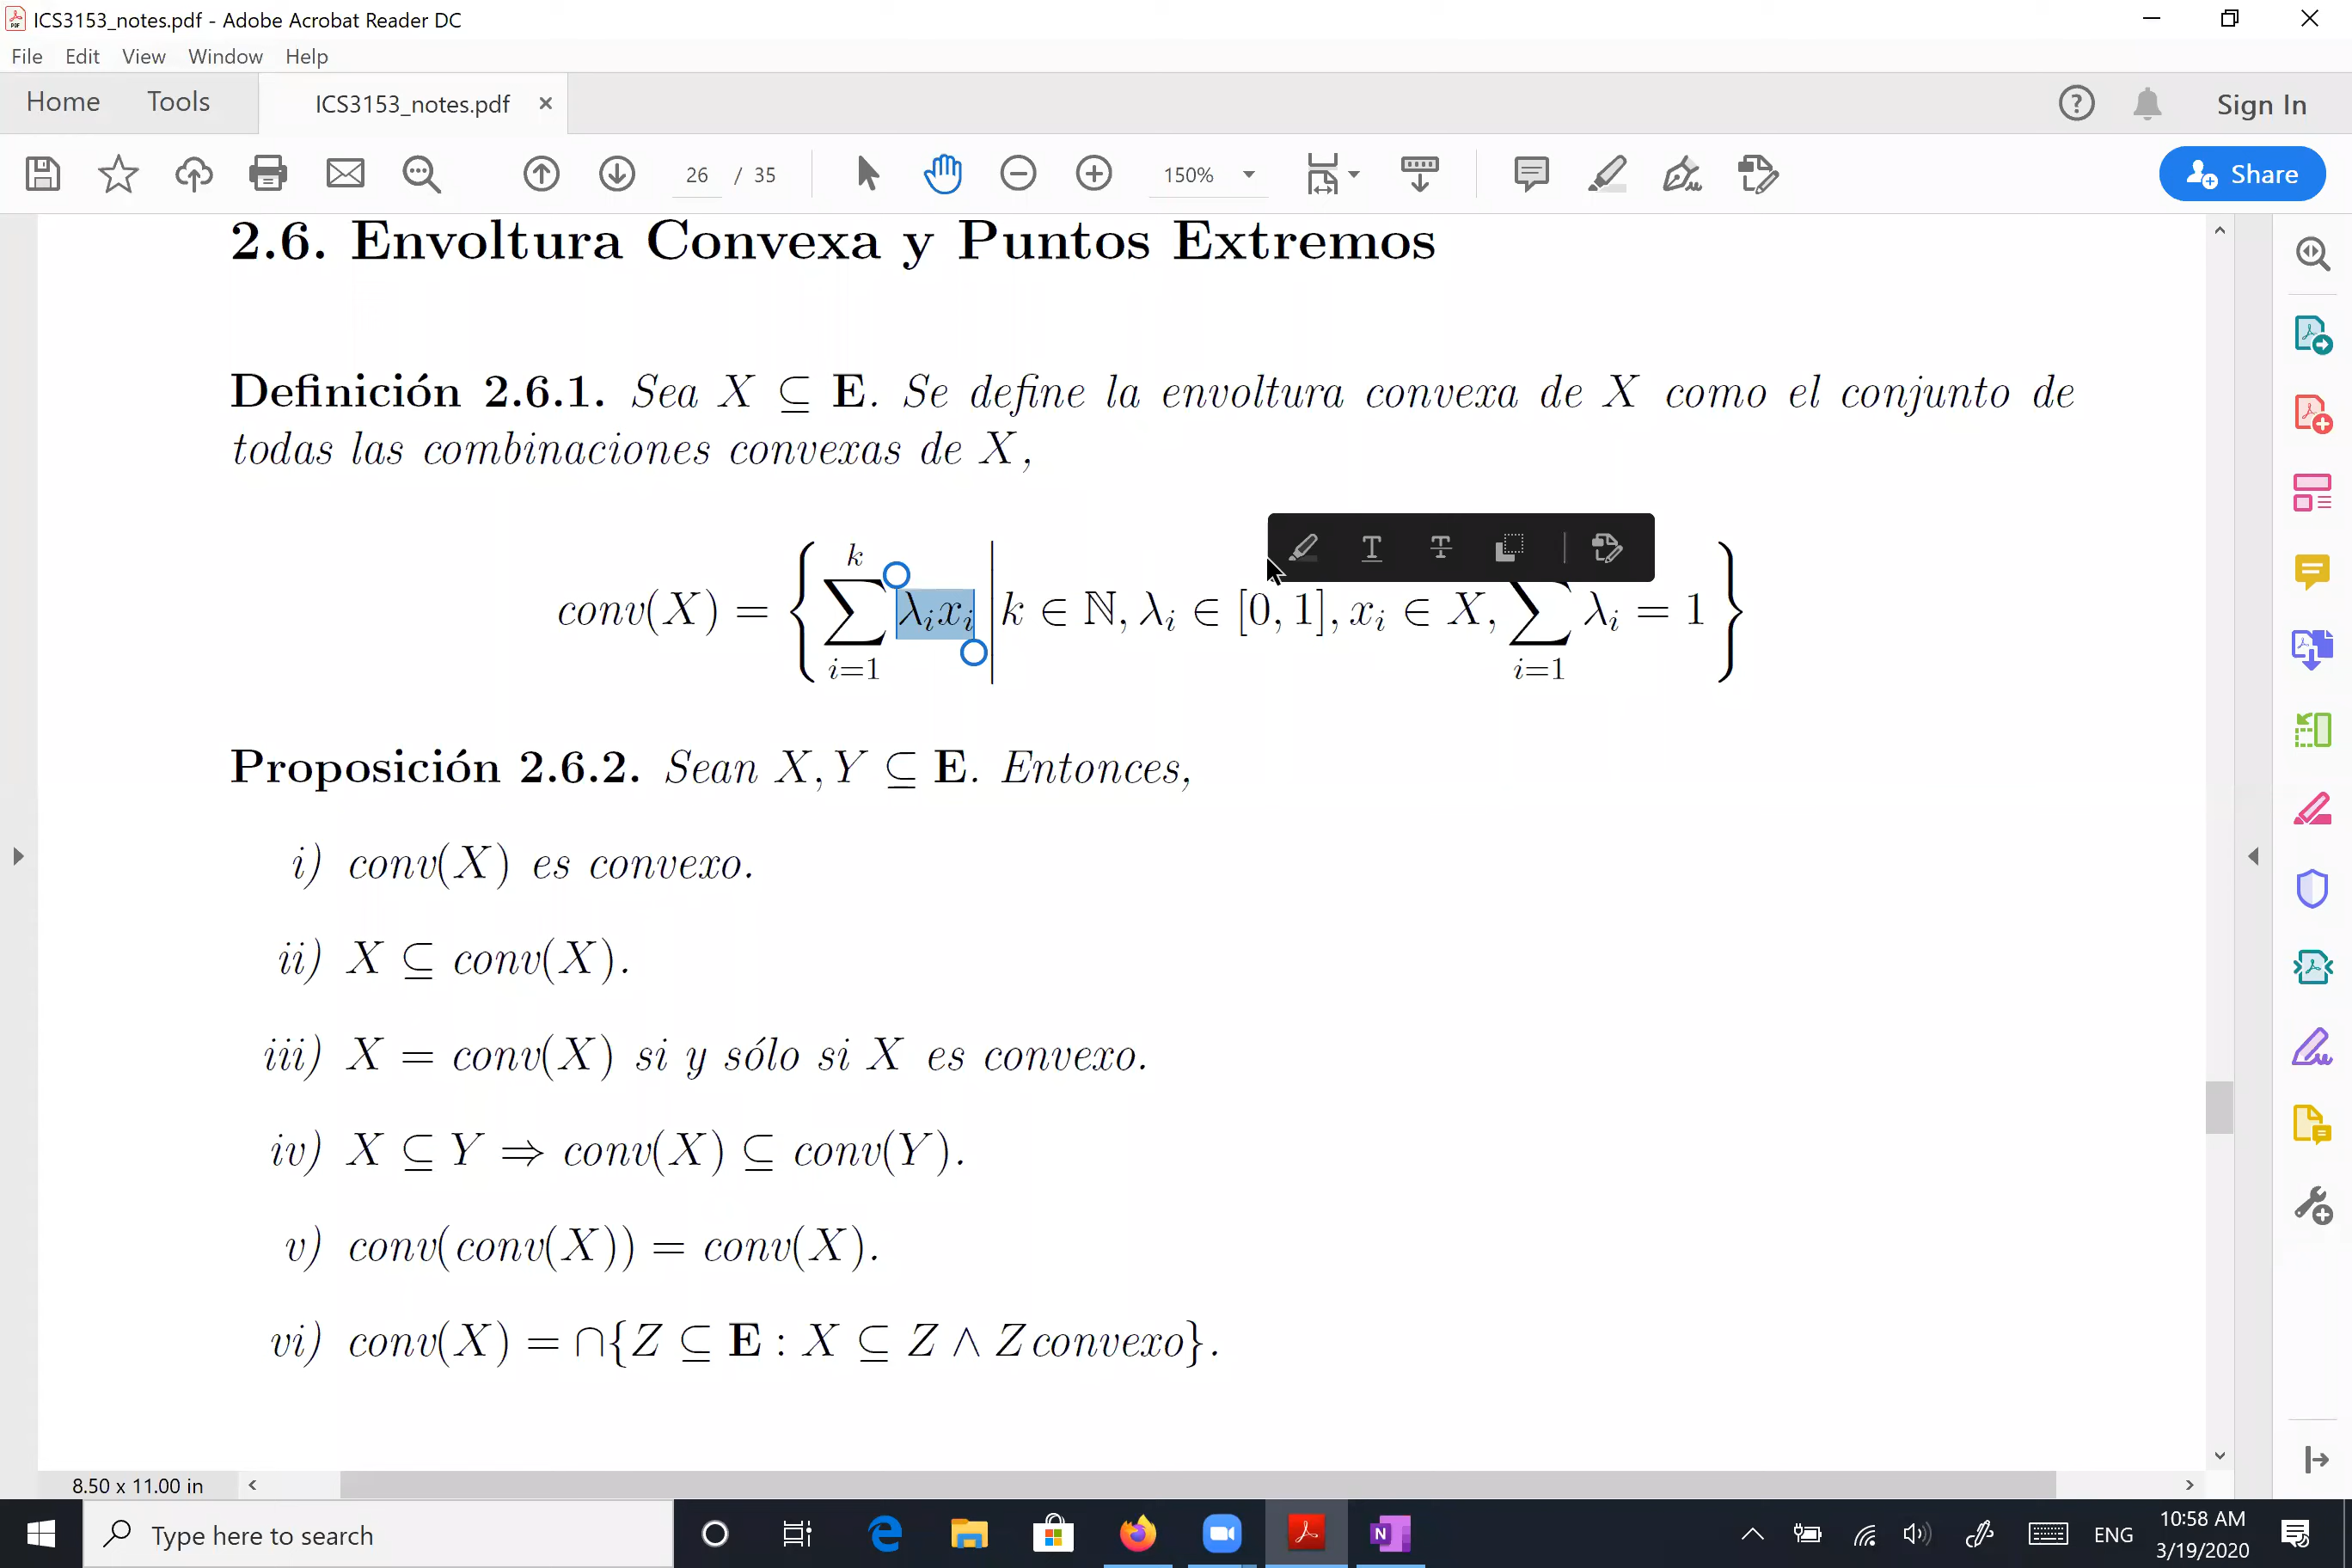 ICS3153_notes.pdf - Adobe Acrobat Reader DC
File Edit View Window Help
Home Tools ICS3153_notes.pdf × Sign In
26 / 35 150% Share
2.6. Envoltura Convexa y Puntos Extremos
Definición 2.6.1. Sea X ⊆ E. Se define la envoltura convexa de X como el conjunto de
todas las combinaciones convexas de X,
conv(X) = { ∑_{i=1}^{k} λ_i x_i | k ∈ ℕ, λ_i ∈ [0, 1], x_i ∈ X, ∑_{i=1} λ_i = 1 }
Proposición 2.6.2. Sean X, Y ⊆ E. Entonces,
i) conv(X) es convexo.
ii) X ⊆ conv(X).
iii) X = conv(X) si y sólo si X es convexo.
iv) X ⊆ Y ⇒ conv(X) ⊆ conv(Y).
v) conv(conv(X)) = conv(X).
vi) conv(X) = ∩{Z ⊆ E : X ⊆ Z ∧ Z convexo}.
8.50 x 11.00 in
Type here to search
ENG
10:58 AM
3/19/2020